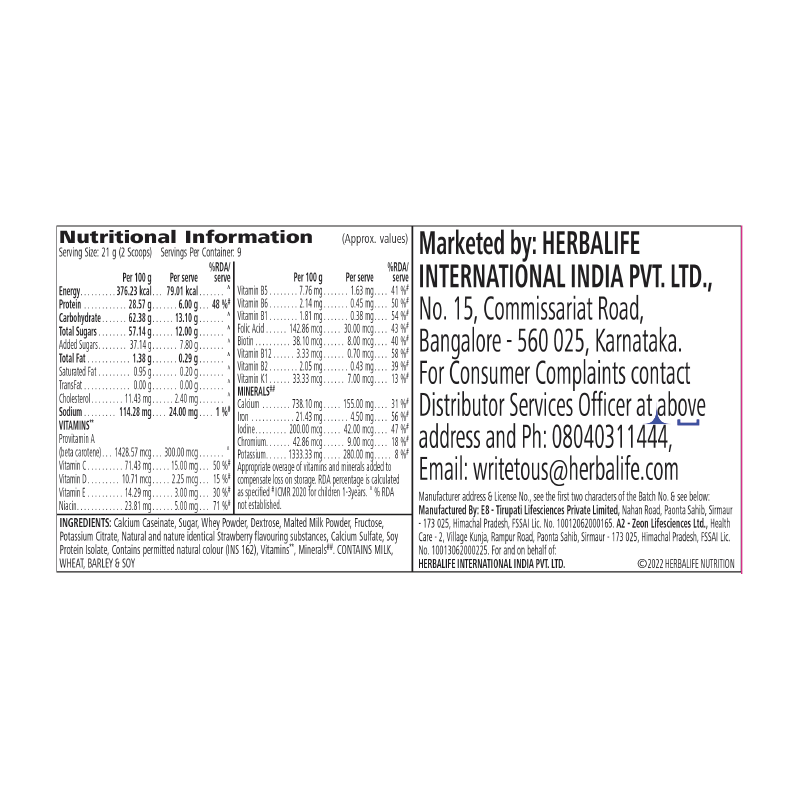 Nutritional Information (Approx. values)
Serving Size: 21 g (2 Scoops) Servings Per Container: 9
Per 100 g Per serve %RDA/ serve
Energy 376.23 kcal 79.01 kcal ^
Protein 28.57 g 6.00 g 48 %#
Carbohydrate 62.38 g 13.10 g ^
Total Sugars 57.14 g 12.00 g ^
Added Sugars 37.14 g 7.80 g ^
Total Fat 1.38 g 0.29 g ^
Saturated Fat 0.95 g 0.20 g ^
TransFat 0.00 g 0.00 g ^
Cholesterol 11.43 mg 2.40 mg ^
Sodium 114.28 mg 24.00 mg 1 %#
VITAMINS**
Provitamin A
(beta carotene) 1428.57 mcg 300.00 mcg ^
Vitamin C 71.43 mg 15.00 mg 50 %#
Vitamin D 10.71 mcg 2.25 mcg 15 %#
Vitamin E 14.29 mg 3.00 mg 30 %#
Niacin 23.81 mg 5.00 mg 71 %#
Per 100 g Per serve %RDA/ serve
Vitamin B5 7.76 mg 1.63 mg 41 %#
Vitamin B6 2.14 mg 0.45 mg 50 %#
Vitamin B1 1.81 mg 0.38 mg 54 %#
Folic Acid 142.86 mcg 30.00 mcg 43 %#
Biotin 38.10 mcg 8.00 mcg 40 %#
Vitamin B12 3.33 mcg 0.70 mcg 58 %#
Vitamin B2 2.05 mg 0.43 mg 39 %#
Vitamin K1 33.33 mcg 7.00 mcg 13 %#
MINERALS##
Calcium 738.10 mg 155.00 mg 31 %#
Iron 21.43 mg 4.50 mg 56 %#
Iodine 200.00 mcg 42.00 mcg 47 %#
Chromium 42.86 mcg 9.00 mcg 18 %#
Potassium 1333.33 mg 280.00 mg 8 %#
Appropriate overage of vitamins and minerals added to
compensate loss on storage. RDA percentage is calculated
as specified #ICMR 2020 for children 1-3years. ^ % RDA
not established.
INGREDIENTS: Calcium Caseinate, Sugar, Whey Powder, Dextrose, Malted Milk Powder, Fructose,
Potassium Citrate, Natural and nature identical Strawberry flavouring substances, Calcium Sulfate, Soy
Protein Isolate, Contains permitted natural colour (INS 162), Vitamins**, Minerals##. CONTAINS MILK,
WHEAT, BARLEY & SOY
Marketed by: HERBALIFE
INTERNATIONAL INDIA PVT. LTD.,
No. 15, Commissariat Road,
Bangalore - 560 025, Karnataka.
For Consumer Complaints contact
Distributor Services Officer at above
address and Ph: 08040311444,
Email: writetous@herbalife.com
Manufacturer address & License No., see the first two characters of the Batch No. & see below:
Manufactured By: E8 - Tirupati Lifesciences Private Limited, Nahan Road, Paonta Sahib, Sirmaur
- 173 025, Himachal Pradesh, FSSAI Lic. No. 10012062000165. A2 - Zeon Lifesciences Ltd., Health
Care - 2, Village Kunja, Rampur Road, Paonta Sahib, Sirmaur - 173 025, Himachal Pradesh, FSSAI Lic.
No. 10013062000225. For and on behalf of:
HERBALIFE INTERNATIONAL INDIA PVT. LTD. ©2022 HERBALIFE NUTRITION